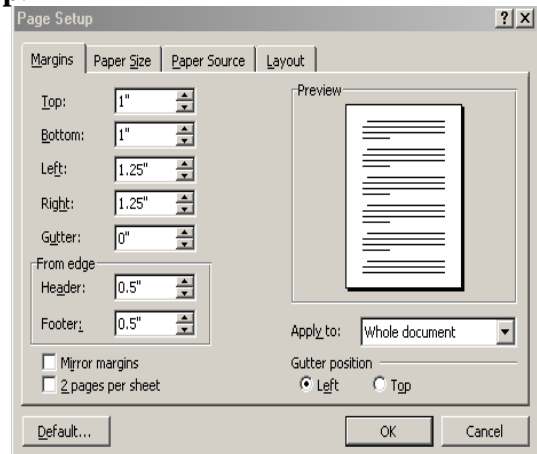 Page Setup
Margins Paper Size Paper Source Layout
Top: 1"
Bottom: 1"
Left: 1.25"
Right: 1.25"
Gutter: 0"
From edge
Header: 0.5"
Footer: 0.5"
Mirror margins
2 pages per sheet
Preview
Apply to: Whole document
Gutter position
Left Top
Default... OK Cancel